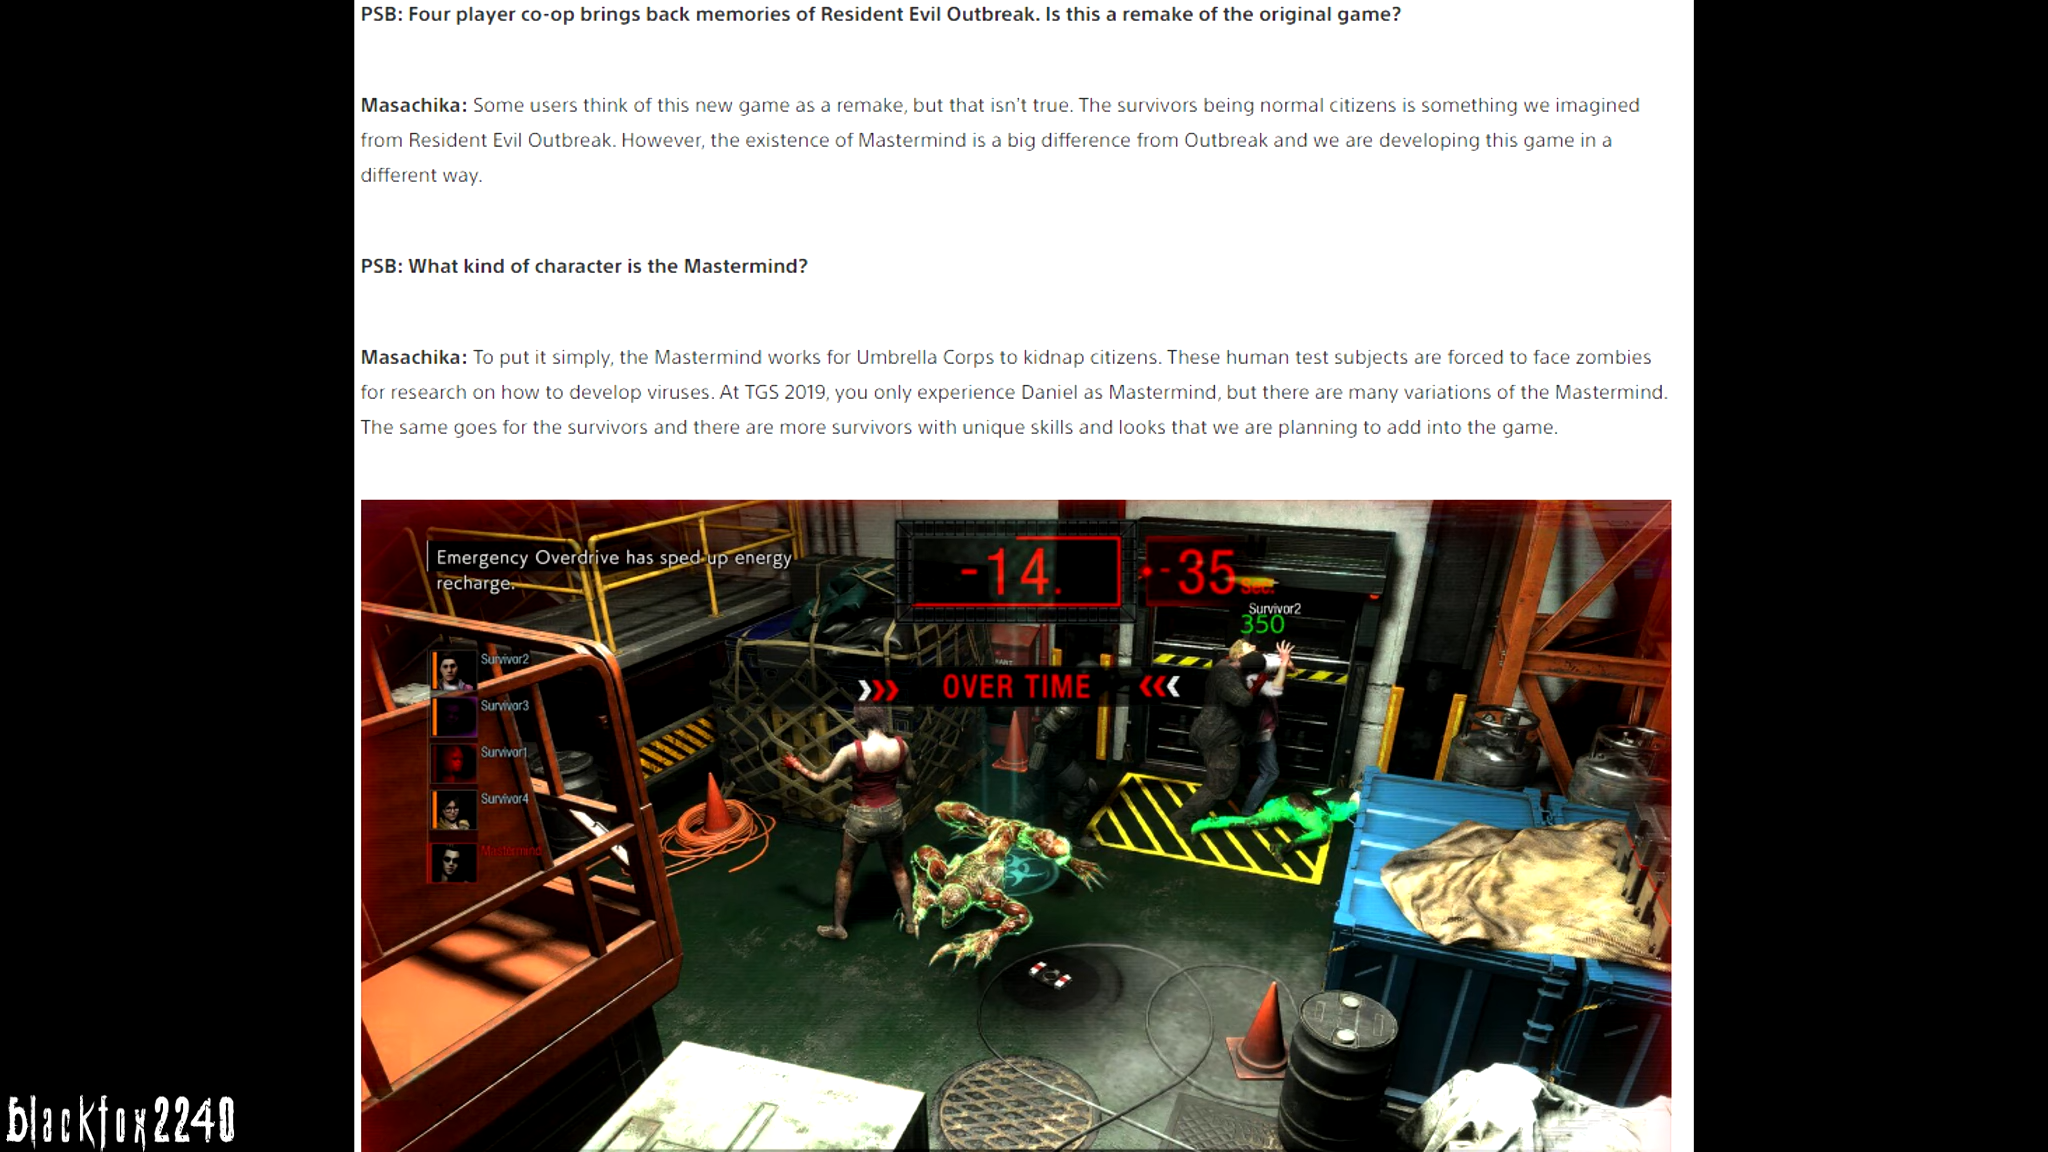 PSB: Four player co-op brings back memories of Resident Evil Outbreak. Is this a remake of the original game?
Masachika: Some users think of this new game as a remake, but that isn't true. The survivors being normal citizens is something we imagined
from Resident Evil Outbreak. However, the existence of Mastermind is a big difference from Outbreak and we are developing this game in a
different way.
PSB: What kind of character is the Mastermind?
Masachika: To put it simply, the Mastermind works for Umbrella Corps to kidnap citizens. These human test subjects are forced to face zombies
for research on how to develop viruses. At TGS 2019, you only experience Daniel as Mastermind, but there are many variations of the Mastermind.
The same goes for the survivors and there are more survivors with unique skills and looks that we are planning to add into the game.
Emergency Overdrive has sped up energy
recharge.
-14.
-35 Sec.
Survivor2
350
OVER TIME
Survivor2
Survivor3
Survivor1
Survivor4
Mastermind
blackfox2240